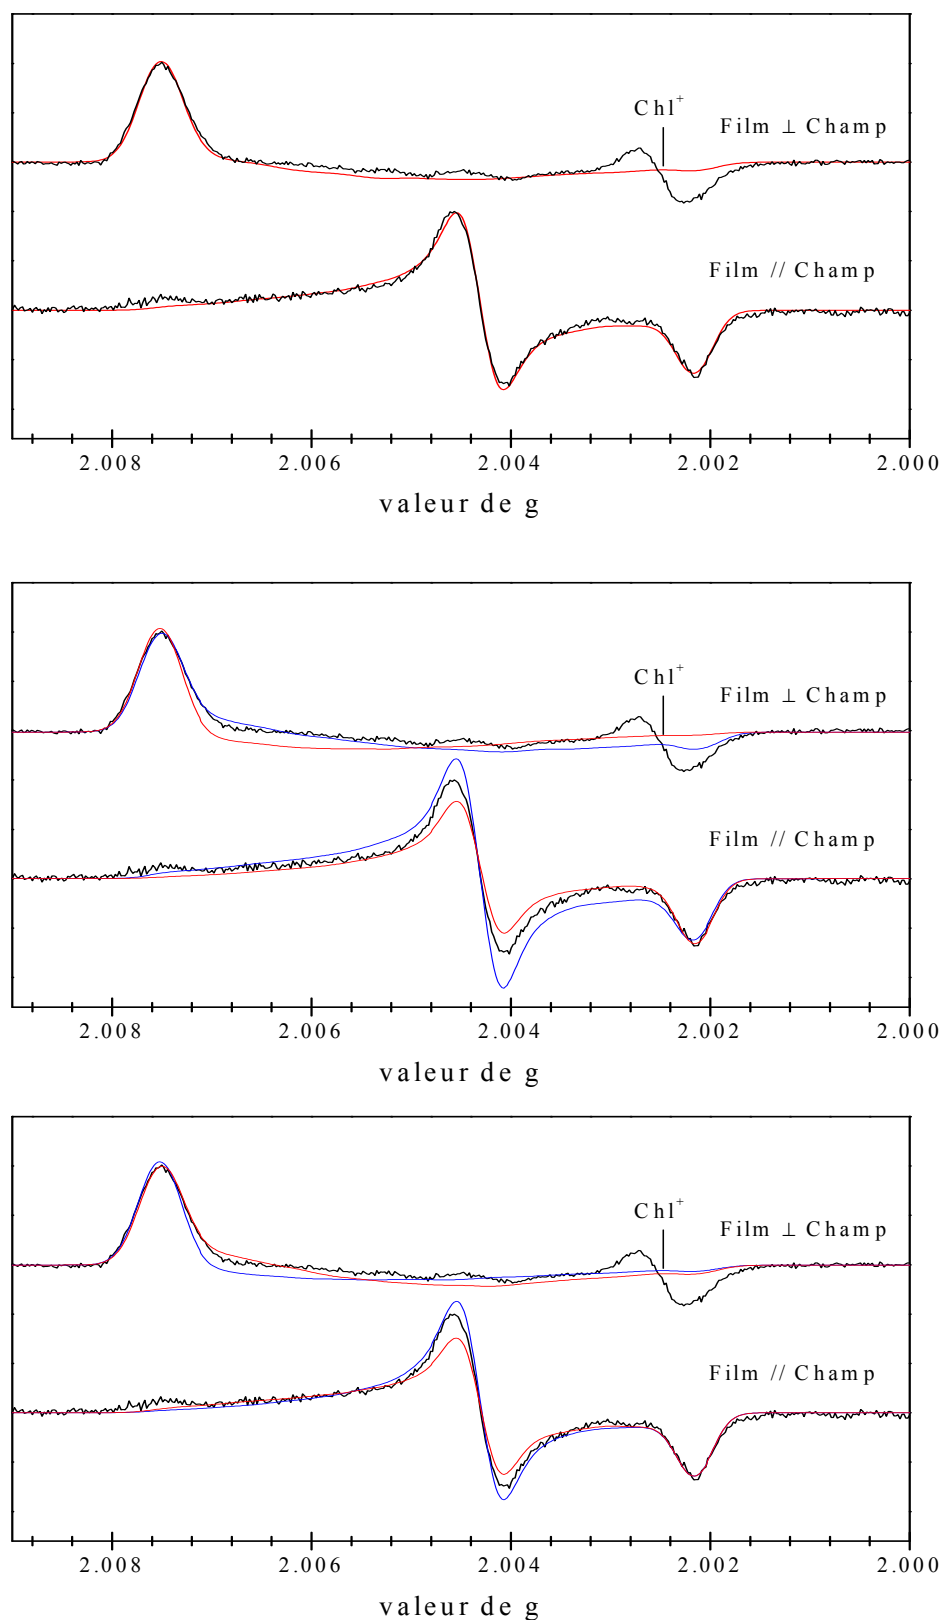 Chl+
Film ⊥ Champ
Film // Champ
2.008 2.006 2.004 2.002 2.000
valeur de g
Chl+
Film ⊥ Champ
Film // Champ
2.008 2.006 2.004 2.002 2.000
valeur de g
Chl+
Film ⊥ Champ
Film // Champ
2.008 2.006 2.004 2.002 2.000
valeur de g